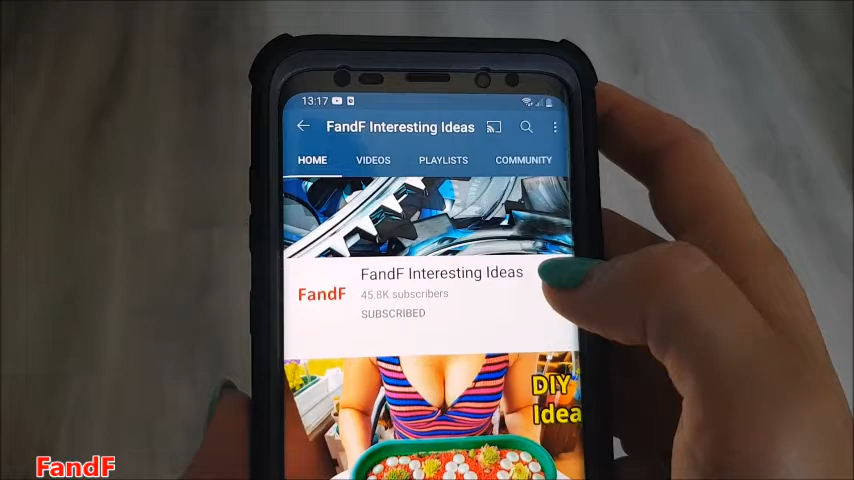 13:17
FandF Interesting Ideas
HOME VIDEOS PLAYLISTS COMMUNITY
FandF Interesting Ideas
FandF
45.8K subscribers
SUBSCRIBED
DIY
Idea
FandF